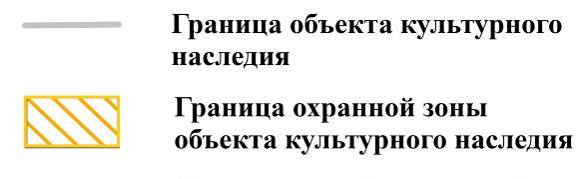 Граница объекта культурного
наследия
Граница охранной зоны
объекта культурного наследия